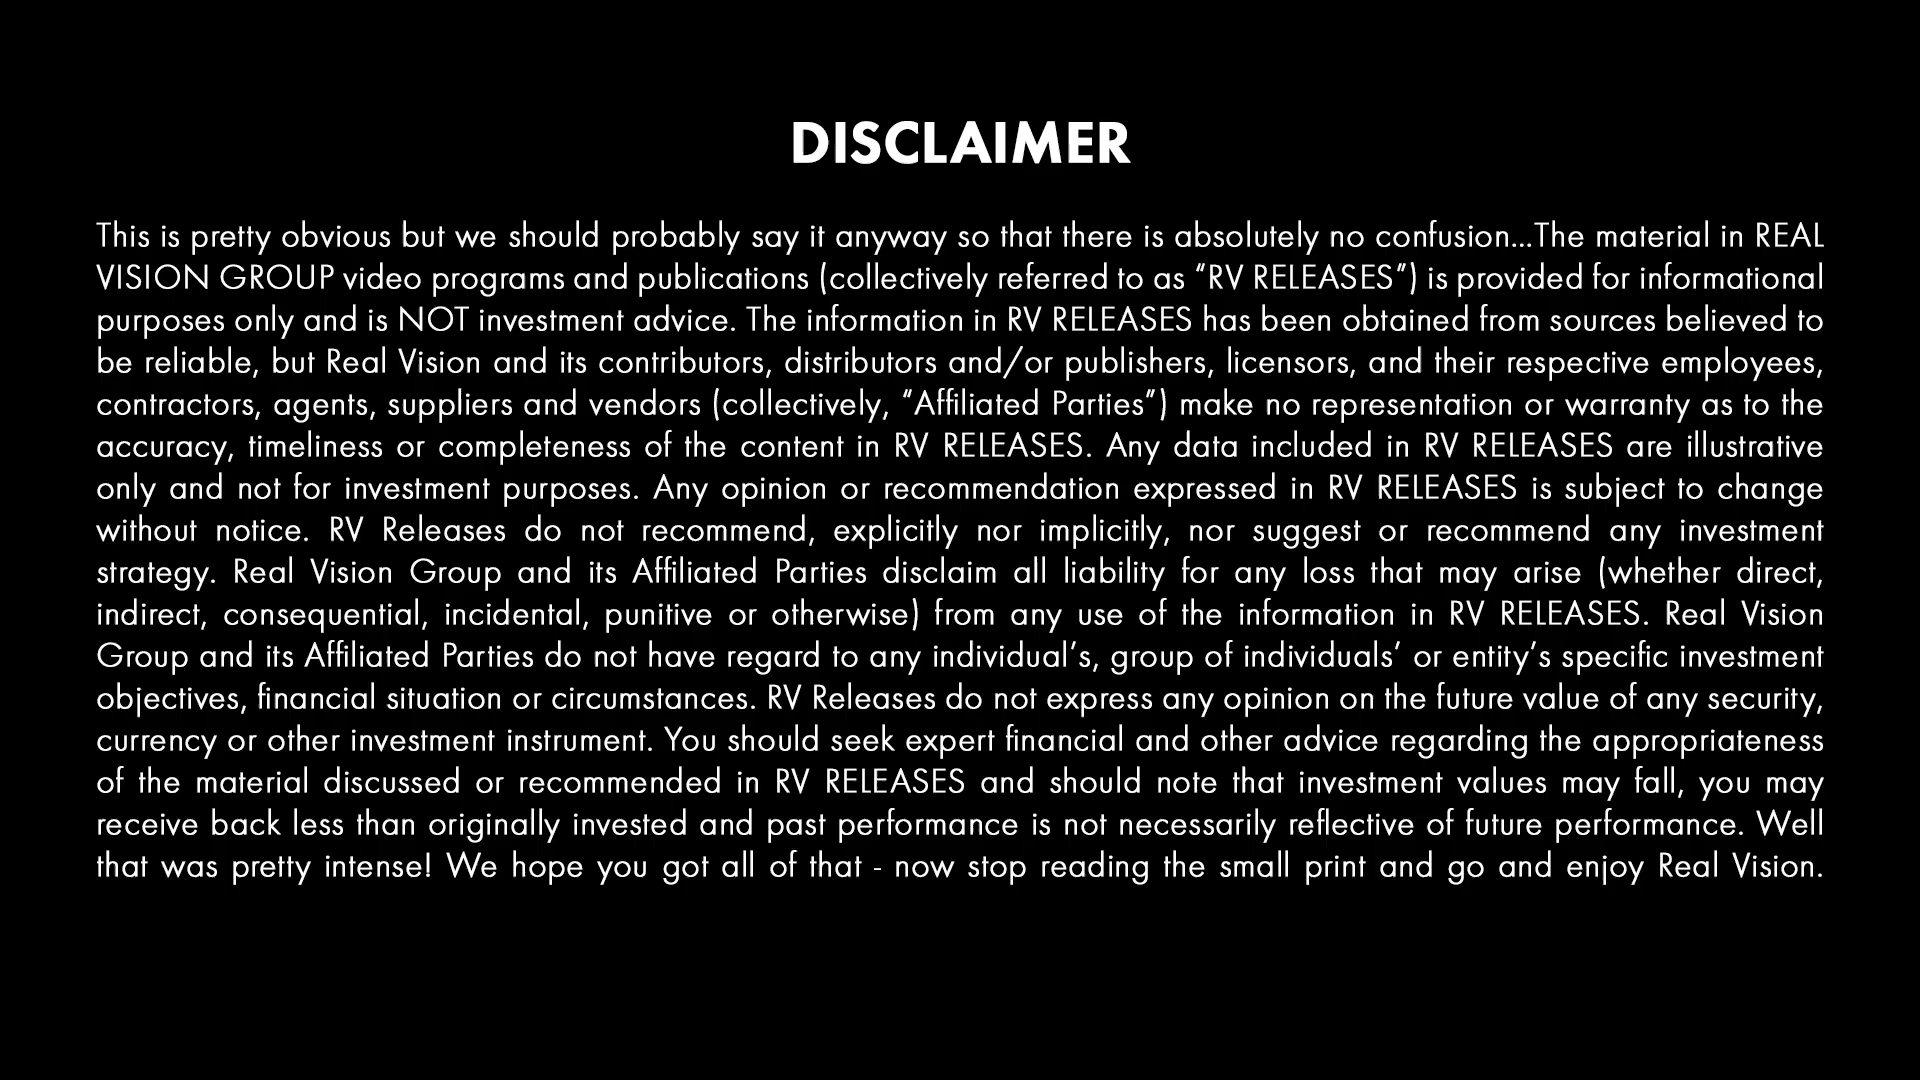 DISCLAIMER
This is pretty obvious but we should probably say it anyway so that there is absolutely no confusion...The material in REAL
VISION GROUP video programs and publications (collectively referred to as “RV RELEASES”) is provided for informational
purposes only and is NOT investment advice. The information in RV RELEASES has been obtained from sources believed to
be reliable, but Real Vision and its contributors, distributors and/or publishers, licensors, and their respective employees,
contractors, agents, suppliers and vendors (collectively, “Affiliated Parties”) make no representation or warranty as to the
accuracy, timeliness or completeness of the content in RV RELEASES. Any data included in RV RELEASES are illustrative
only and not for investment purposes. Any opinion or recommendation expressed in RV RELEASES is subject to change
without notice. RV Releases do not recommend, explicitly nor implicitly, nor suggest or recommend any investment
strategy. Real Vision Group and its Affiliated Parties disclaim all liability for any loss that may arise (whether direct,
indirect, consequential, incidental, punitive or otherwise) from any use of the information in RV RELEASES. Real Vision
Group and its Affiliated Parties do not have regard to any individual’s, group of individuals’ or entity’s specific investment
objectives, financial situation or circumstances. RV Releases do not express any opinion on the future value of any security,
currency or other investment instrument. You should seek expert financial and other advice regarding the appropriateness
of the material discussed or recommended in RV RELEASES and should note that investment values may fall, you may
receive back less than originally invested and past performance is not necessarily reflective of future performance. Well
that was pretty intense! We hope you got all of that - now stop reading the small print and go and enjoy Real Vision.